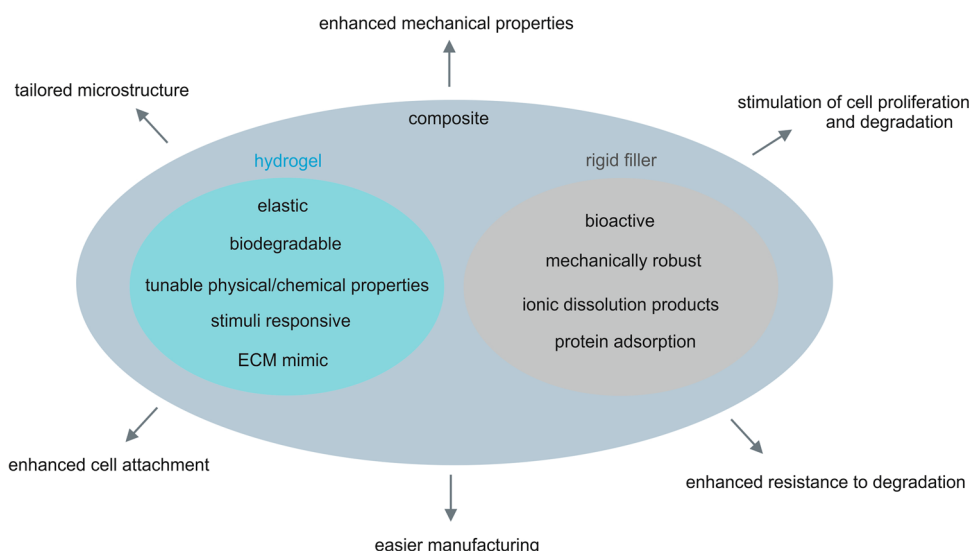 enhanced mechanical properties
tailored microstructure
stimulation of cell proliferation
and degradation
composite
hydrogel
elastic
biodegradable
tunable physical/chemical properties
stimuli responsive
ECM mimic
rigid filler
bioactive
mechanically robust
ionic dissolution products
protein adsorption
enhanced cell attachment
enhanced resistance to degradation
easier manufacturing